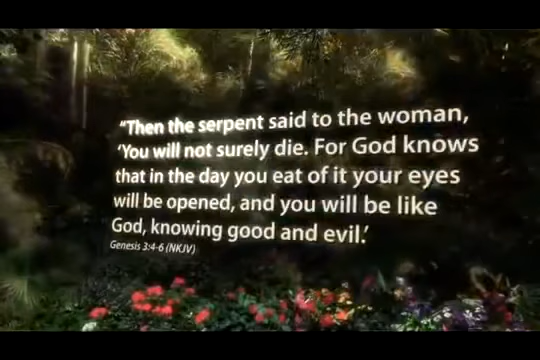 “Then the serpent said to the woman,
‘You will not surely die. For God knows
that in the day you eat of it your eyes
will be opened, and you will be like
God, knowing good and evil.’
Genesis 3:4-6 (NKJV)